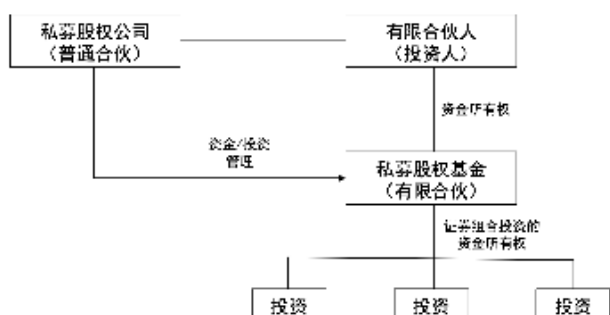 私募股权公司
（普通合伙）
有限合伙人
（投资人）
资金所有权
资金/投资
管理
私募股权基金
（有限合伙）
证券组合投资的
资金所有权
投资
投资
投资